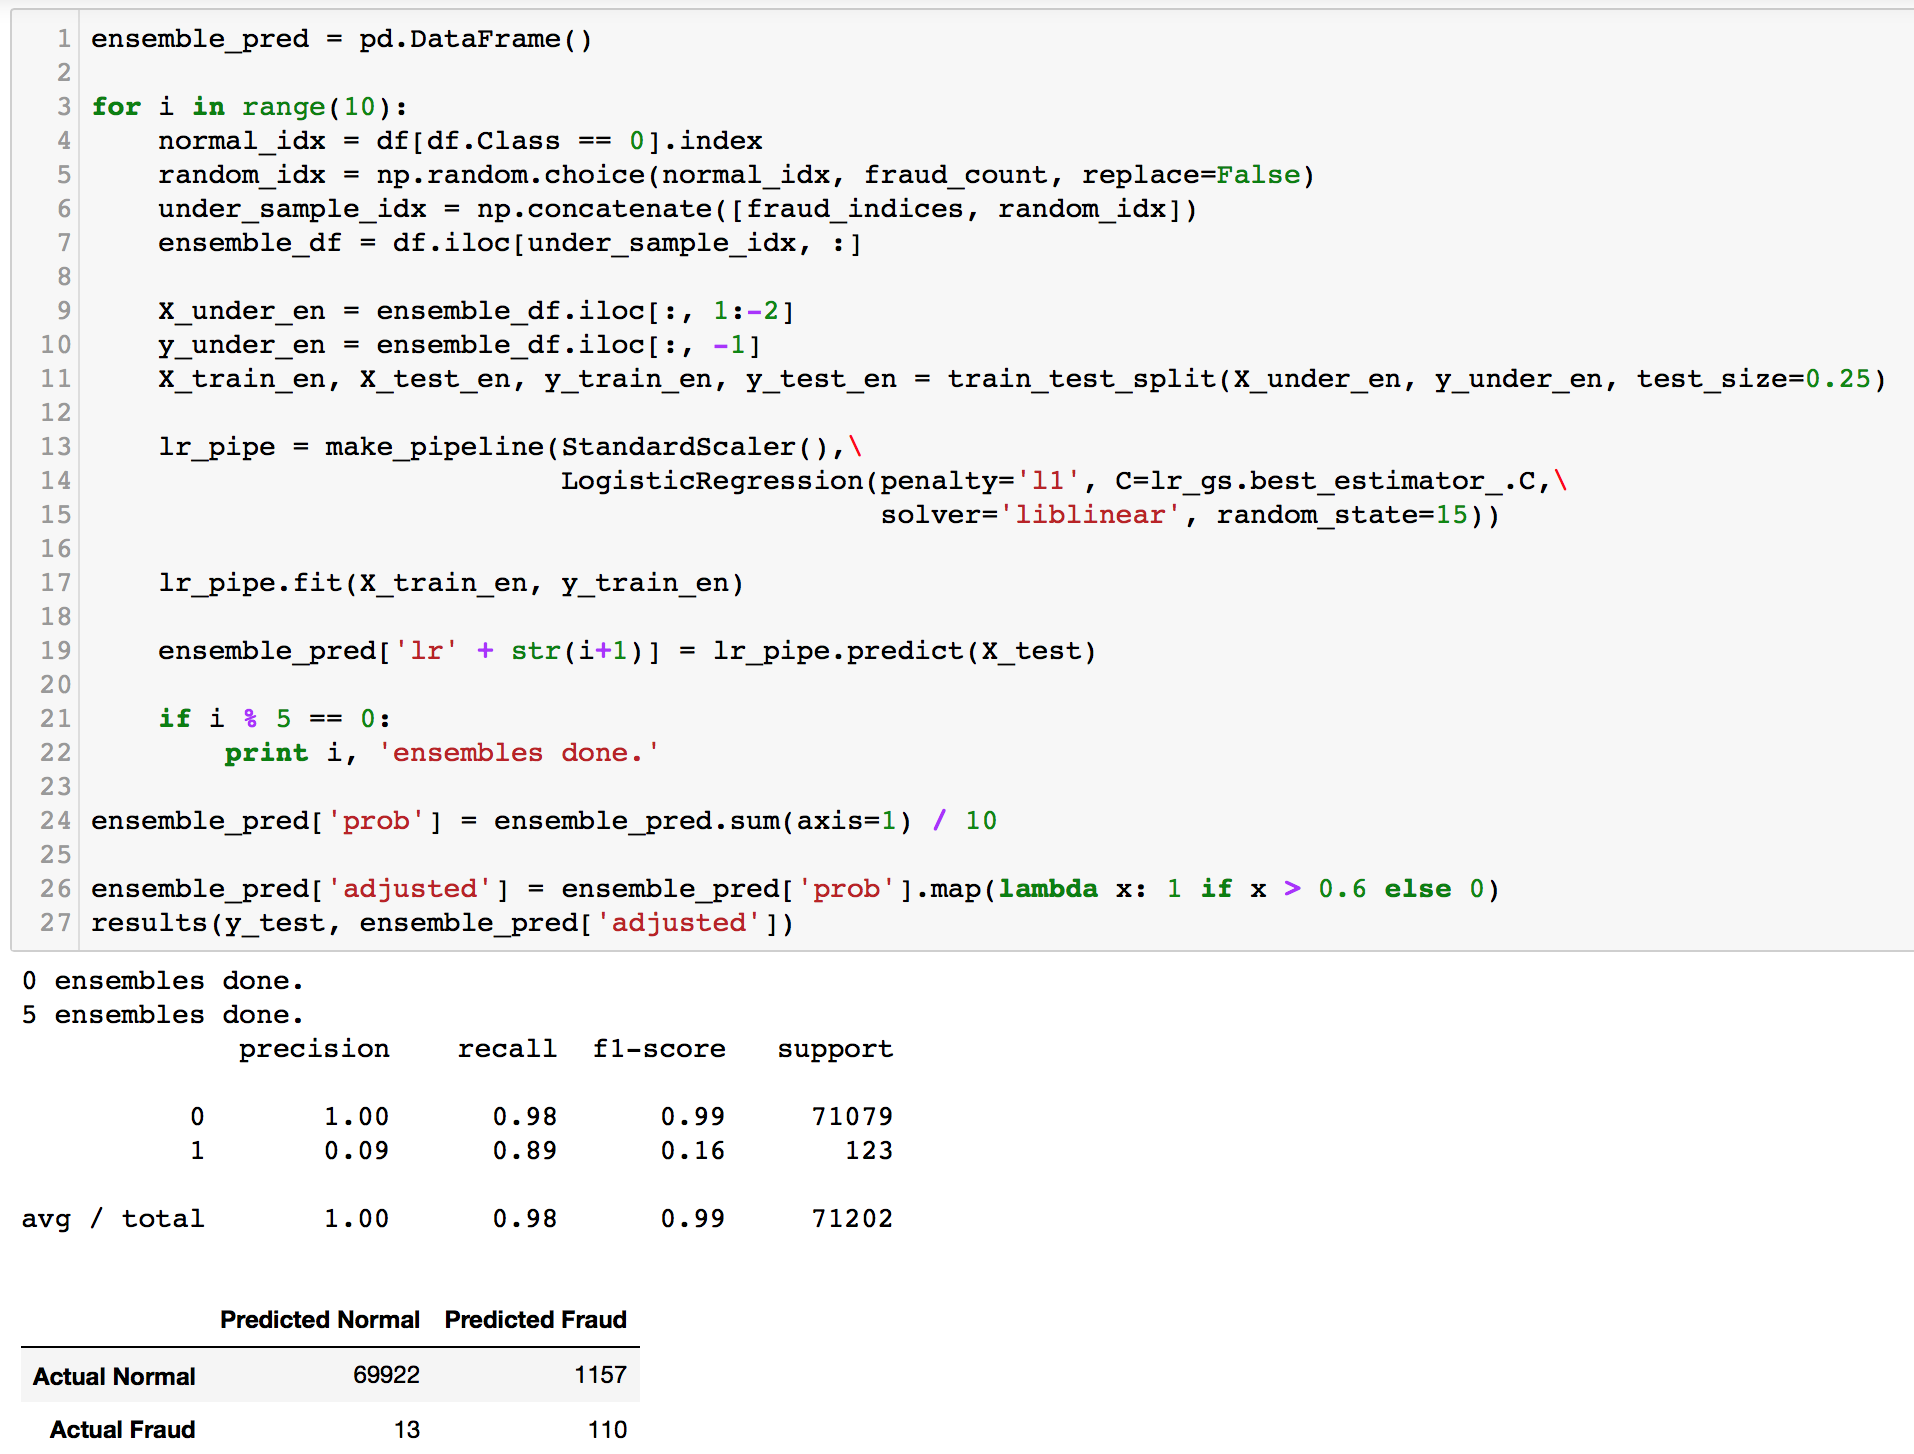 1 ensemble_pred = pd.DataFrame()
2
3 for i in range(10):
4     normal_idx = df[df.Class == 0].index
5     random_idx = np.random.choice(normal_idx, fraud_count, replace=False)
6     under_sample_idx = np.concatenate([fraud_indices, random_idx])
7     ensemble_df = df.iloc[under_sample_idx, :]
8
9     X_under_en = ensemble_df.iloc[:, 1:-2]
10     y_under_en = ensemble_df.iloc[:, -1]
11     X_train_en, X_test_en, y_train_en, y_test_en = train_test_split(X_under_en, y_under_en, test_size=0.25)
12
13     lr_pipe = make_pipeline(StandardScaler(),\
14                             LogisticRegression(penalty='l1', C=lr_gs.best_estimator_.C,\
15                                                solver='liblinear', random_state=15))
16
17     lr_pipe.fit(X_train_en, y_train_en)
18
19     ensemble_pred['lr' + str(i+1)] = lr_pipe.predict(X_test)
20
21     if i % 5 == 0:
22         print i, 'ensembles done.'
23
24 ensemble_pred['prob'] = ensemble_pred.sum(axis=1) / 10
25
26 ensemble_pred['adjusted'] = ensemble_pred['prob'].map(lambda x: 1 if x > 0.6 else 0)
27 results(y_test, ensemble_pred['adjusted'])
0 ensembles done.
5 ensembles done.
precision recall f1-score support
0 1.00 0.98 0.99 71079
1 0.09 0.89 0.16 123
avg / total 1.00 0.98 0.99 71202
Predicted Normal Predicted Fraud
Actual Normal 69922 1157
Actual Fraud 13 110